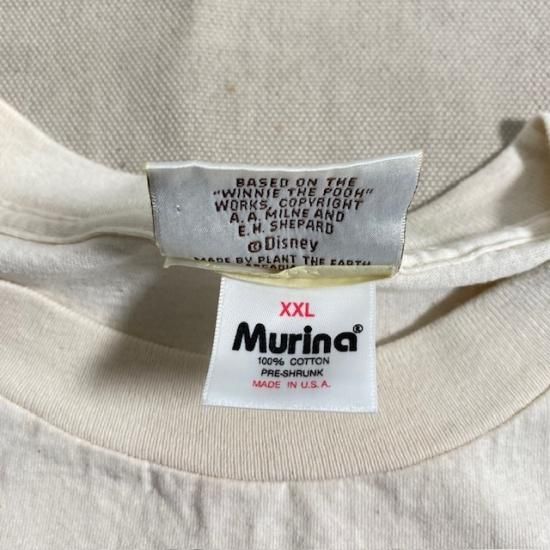 BASED ON THE
"WINNIE THE POOH"
WORKS, COPYRIGHT
A. A. MILNE AND
E. H. SHEPARD
©Disney
MADE BY PLANT THE EARTH
XXL
Murina®
100% COTTON
PRE-SHRUNK
MADE IN U.S.A.